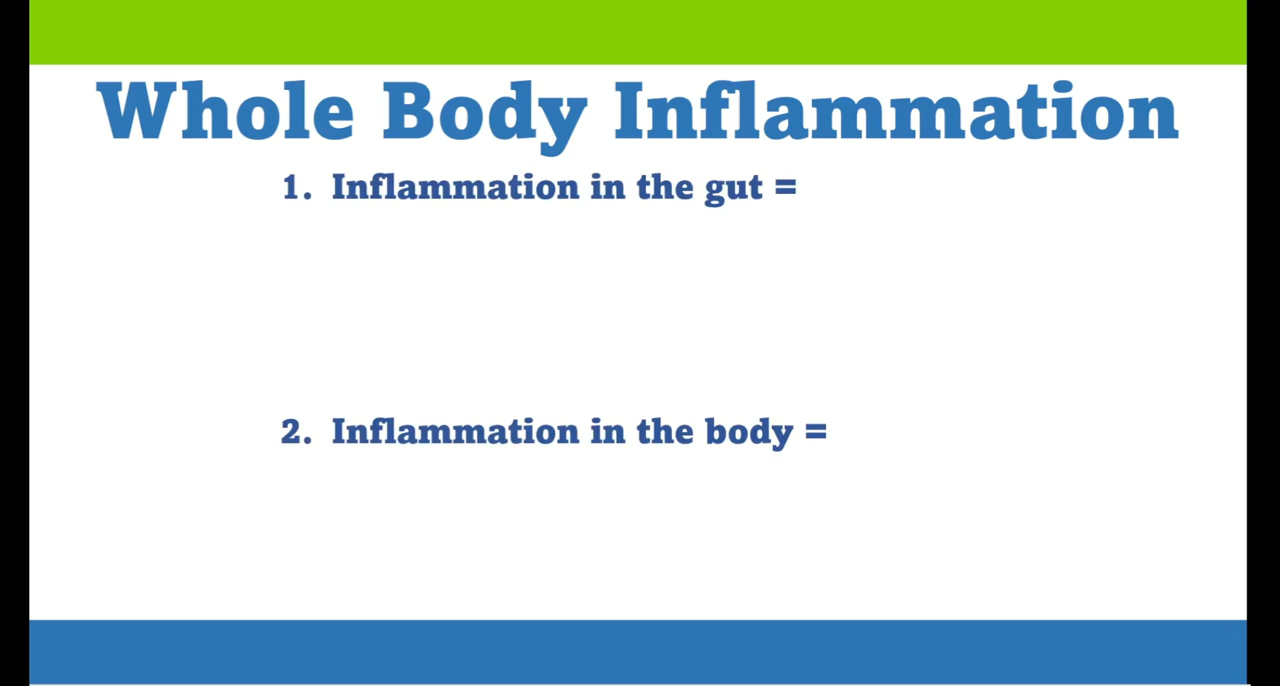 Whole Body Inflammation
1. Inflammation in the gut =
2. Inflammation in the body =